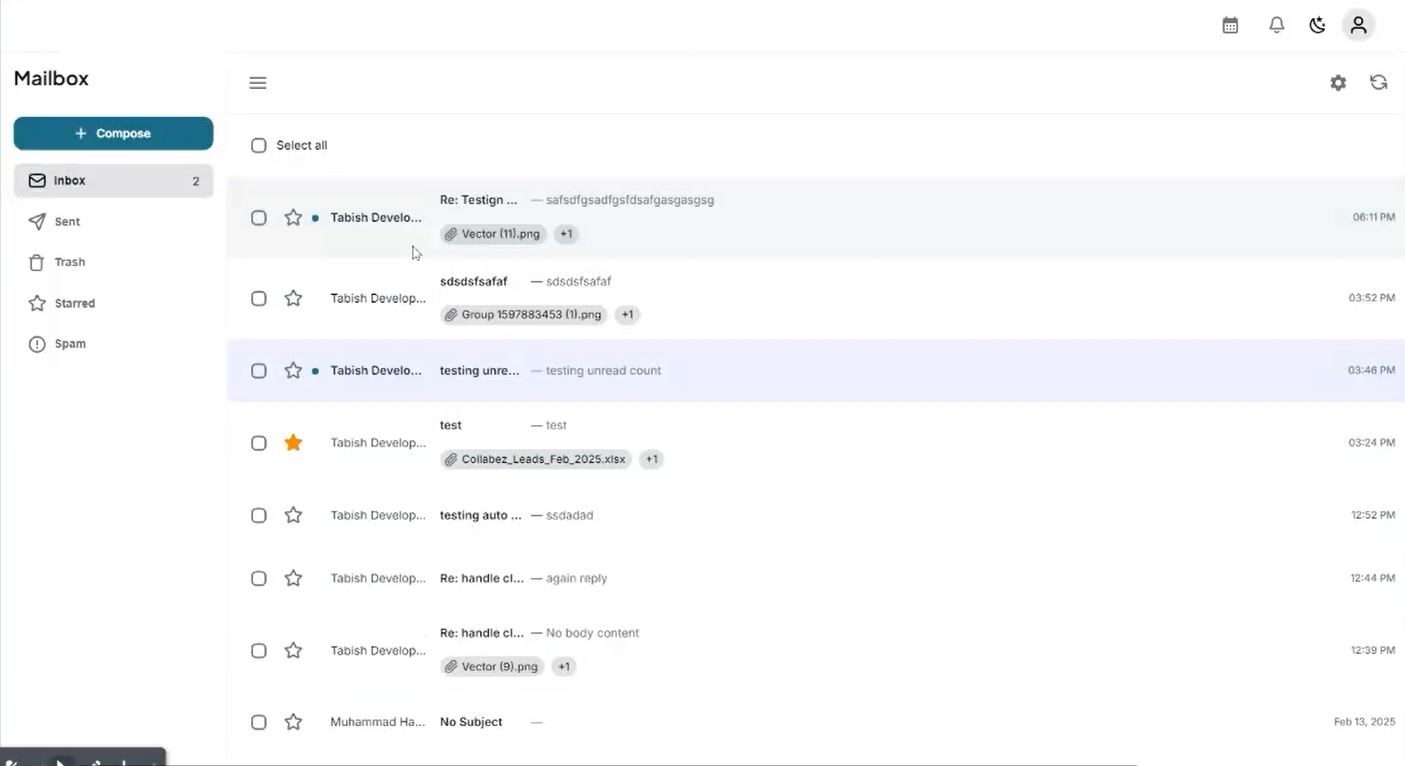 Mailbox
+ Compose
Inbox 2
Sent
Trash
Starred
Spam
Select all
Tabish Develo... Re: Testign ... — safsdfgsadfgsfdsafgasgasgsg 06:11 PM
Vector (11).png +1
Tabish Develop... sdsdsfsafaf — sdsdsfsafaf 03:52 PM
Group 1597883453 (1).png +1
Tabish Develo... testing unre... — testing unread count 03:46 PM
Tabish Develop... test — test 03:24 PM
Collabez_Leads_Feb_2025.xlsx +1
Tabish Develop... testing auto ... — ssdadad 12:52 PM
Tabish Develop... Re: handle cl... — again reply 12:44 PM
Tabish Develop... Re: handle cl... — No body content 12:39 PM
Vector (9).png +1
Muhammad Ha... No Subject — Feb 13, 2025